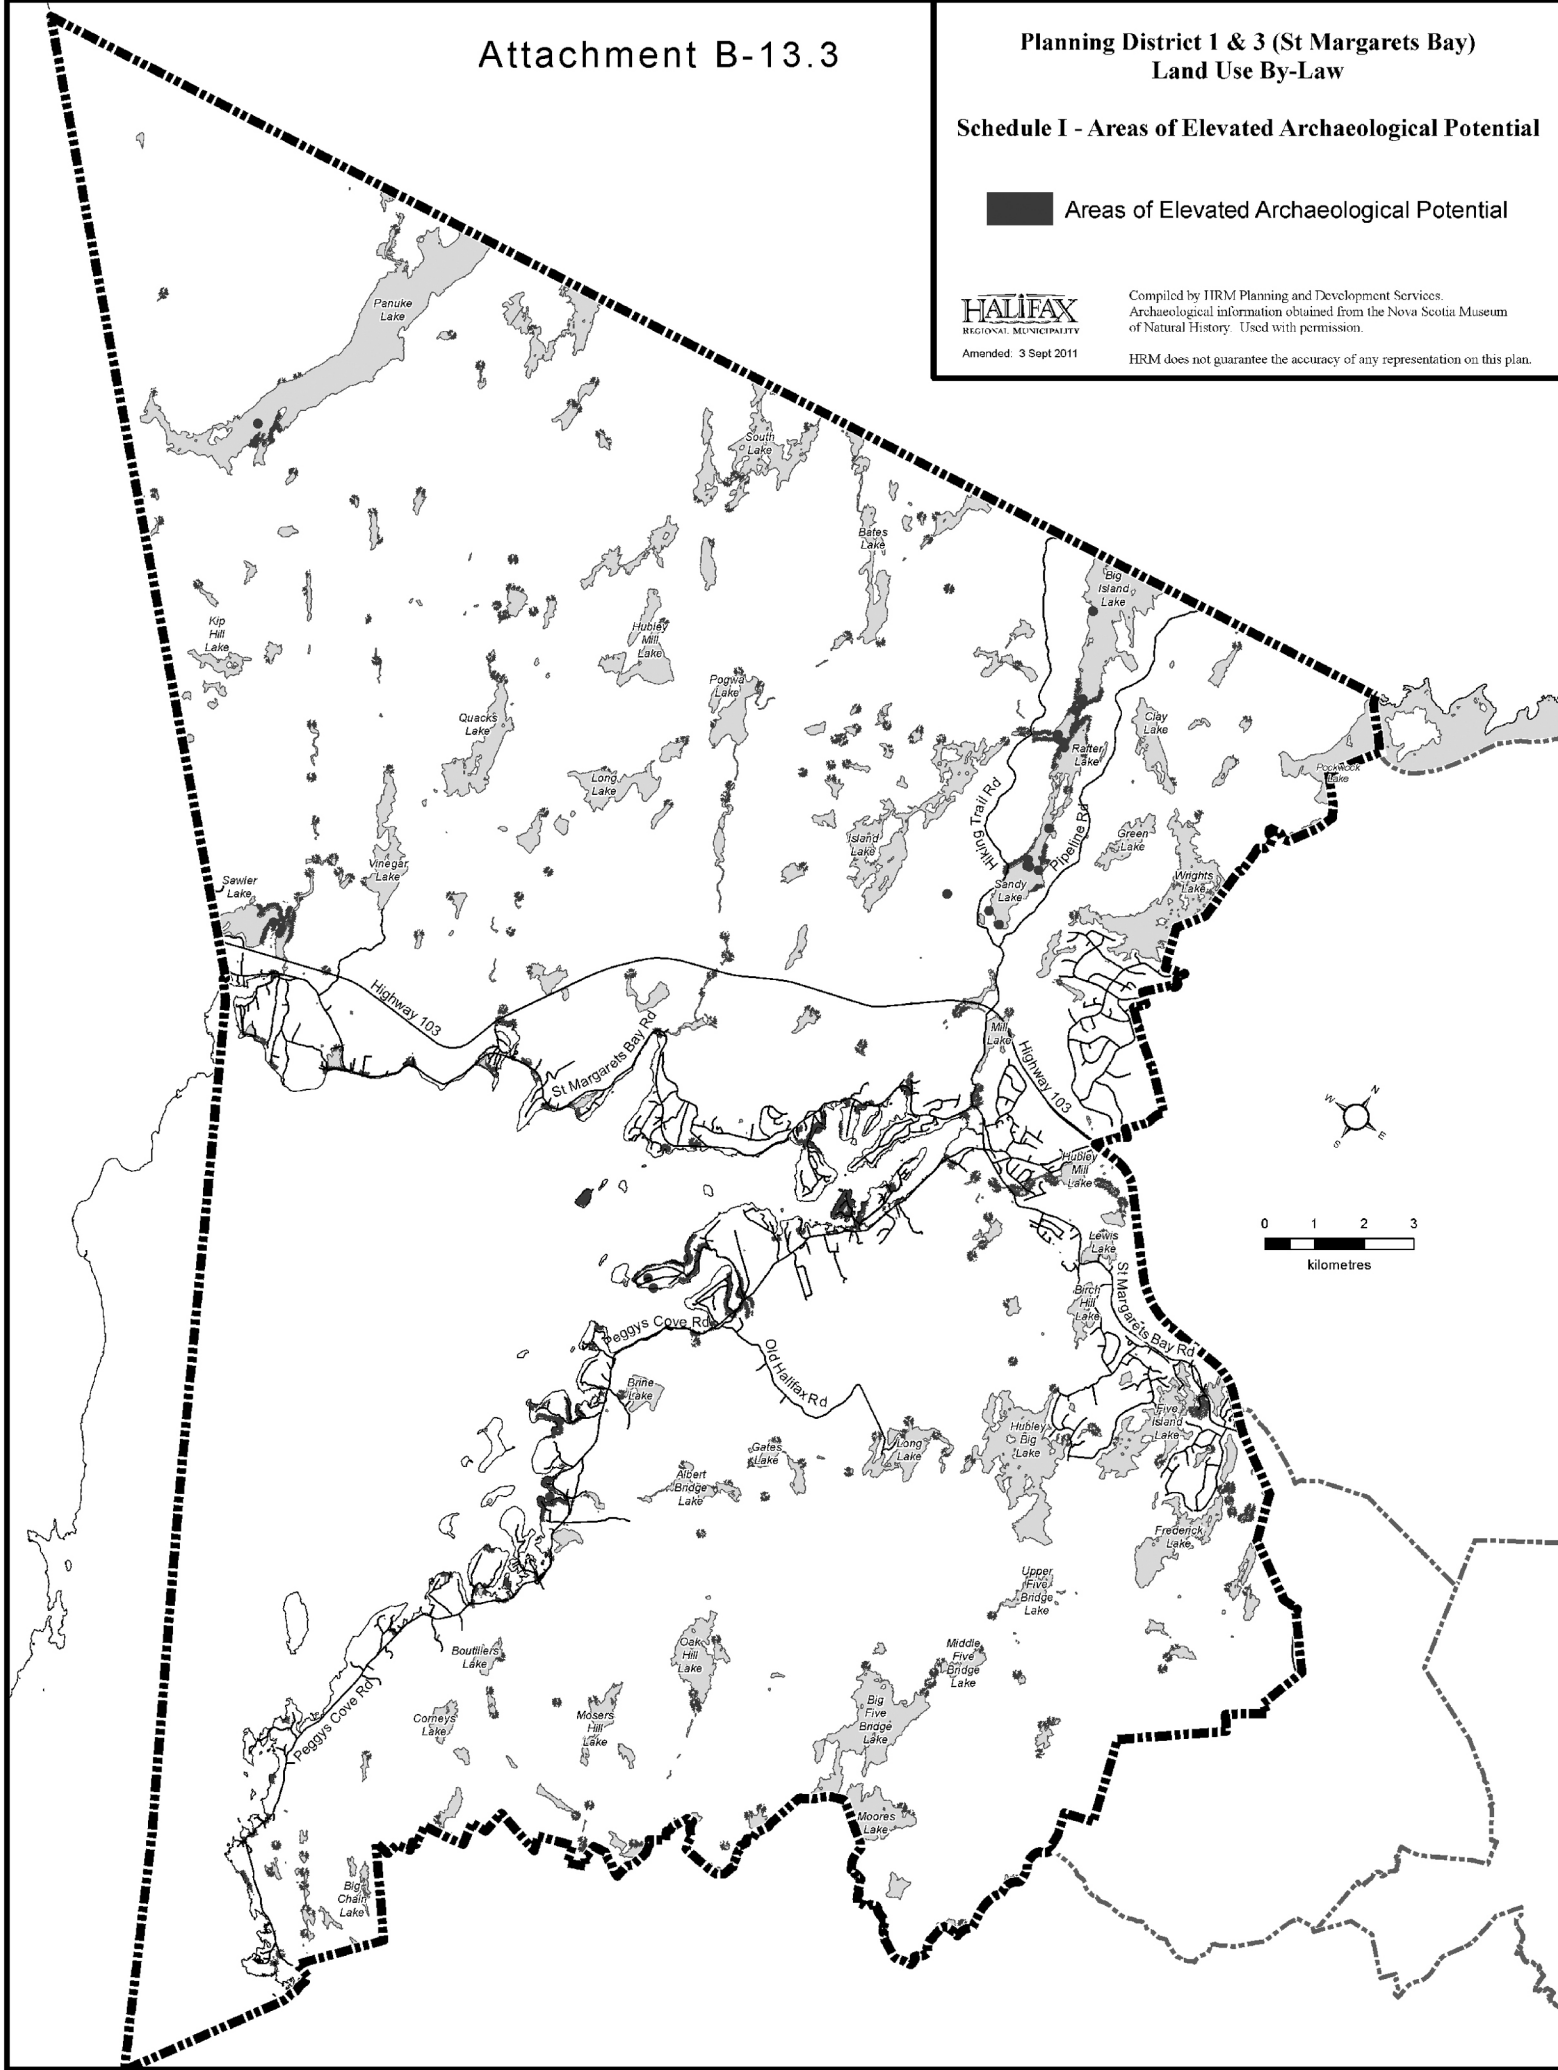 Attachment B-13.3
Planning District 1 & 3 (St Margarets Bay)
Land Use By-Law
Schedule I - Areas of Elevated Archaeological Potential
Areas of Elevated Archaeological Potential
HALIFAX
REGIONAL MUNICIPALITY
Amended: 3 Sept 2011
Compiled by HRM Planning and Development Services.
Archaeological information obtained from the Nova Scotia Museum
of Natural History. Used with permission.
HRM does not guarantee the accuracy of any representation on this plan.
Panuke
Lake
South
Lake
Bates
Lake
Big
Island
Lake
Kip
Hill
Lake
Hubley
Mill
Lake
Pogwa
Lake
Quacks
Lake
Clay
Lake
Rafter
Lake
Pockwock
Lake
Long
Lake
Hiking Trail Rd
Pipeline Rd
Island
Lake
Green
Lake
Vinegar
Lake
Sawler
Lake
Sandy
Lake
Wrights
Lake
Highway 103
St Margarets Bay Rd
Mill
Lake
Highway 103
N
W
E
S
Hubley
Mill
Lake
0 1 2 3
kilometres
Lewis
Lake
St Margarets Bay Rd
Birch
Hill
Lake
Peggys Cove Rd
Old Halifax Rd
Brine
Lake
Five
Island
Lake
Hubley
Big
Lake
Gates
Lake
Long
Lake
Albert
Bridge
Lake
Frederick
Lake
Upper
Five
Bridge
Lake
Boutiliers
Lake
Oak
Hill
Lake
Middle
Five
Bridge
Lake
Peggys Cove Rd
Corneys
Lake
Mosers
Hill
Lake
Big
Five
Bridge
Lake
Moores
Lake
Big
Chain
Lake